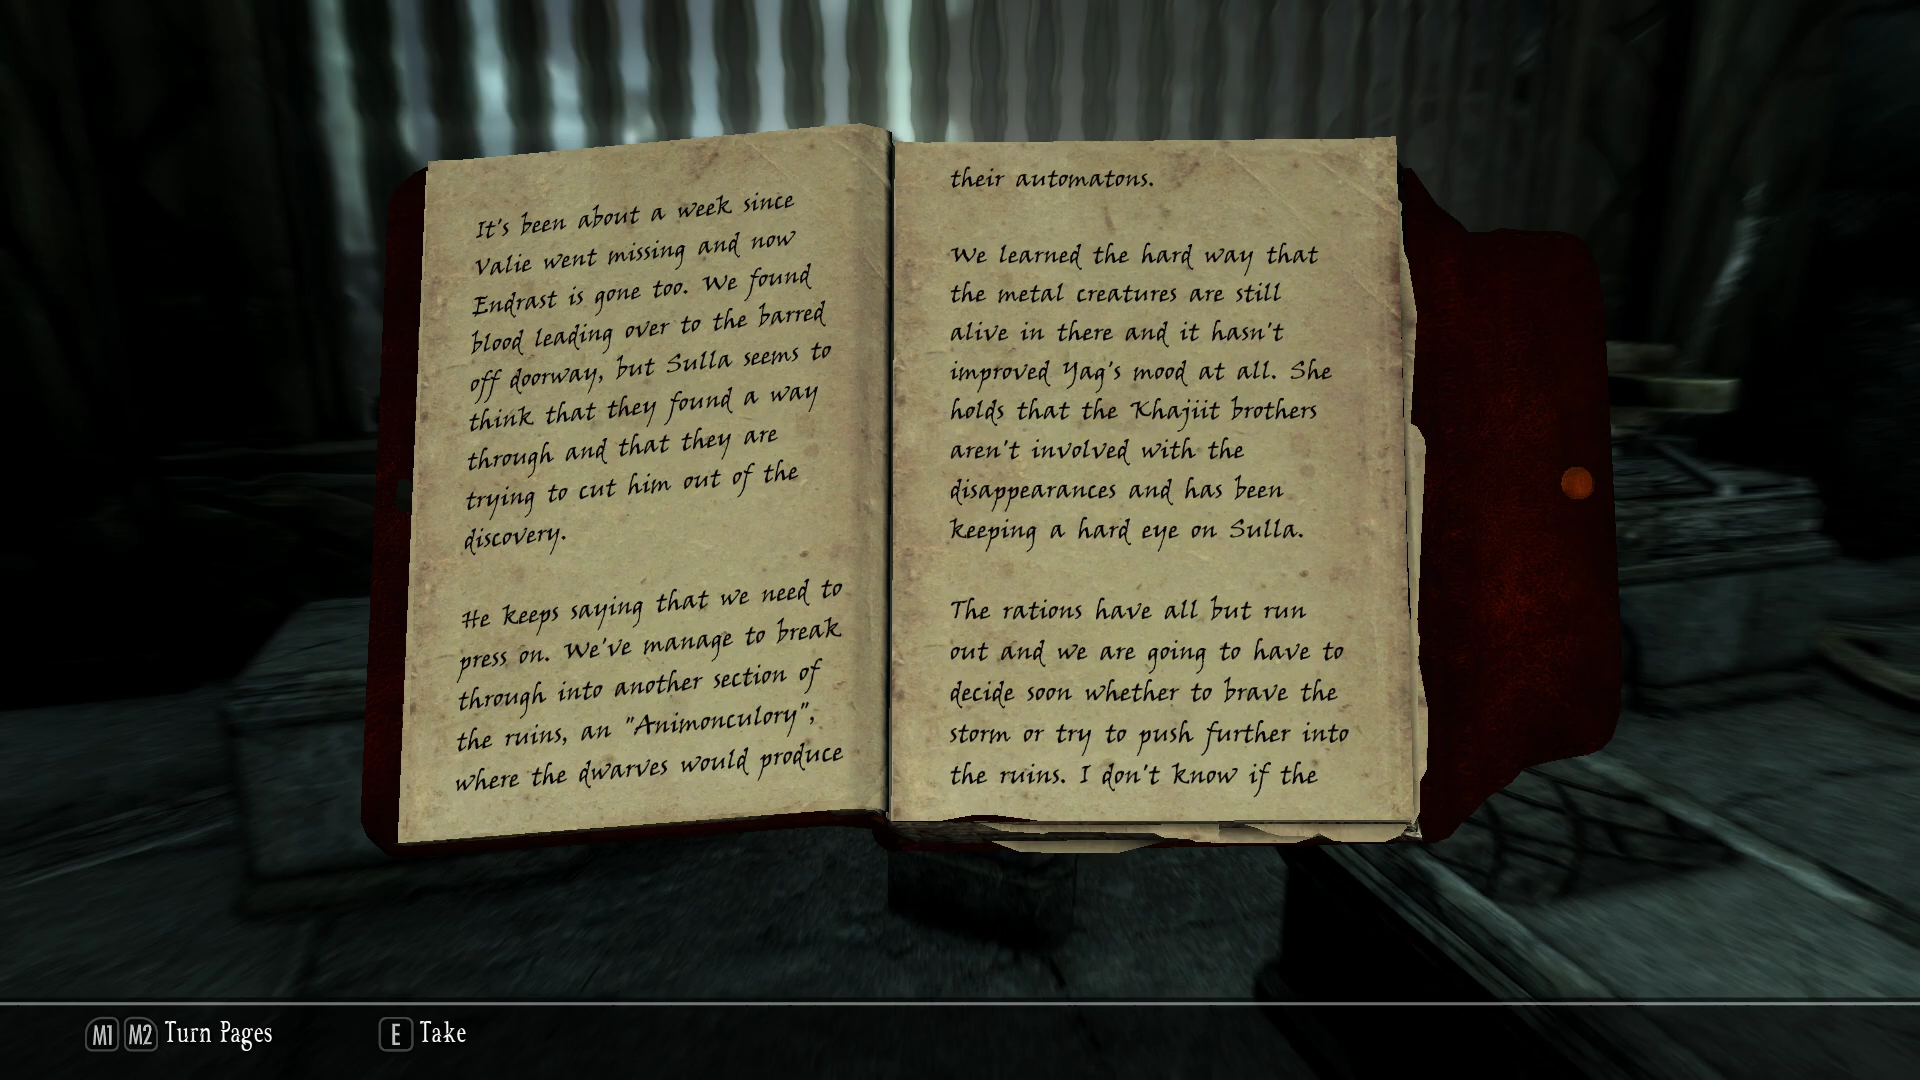 It's been about a week since
Valie went missing and now
Endrast is gone too. We found
blood leading over to the barred
off doorway, but Sulla seems to
think that they found a way
through and that they are
trying to cut him out of the
discovery.
He keeps saying that we need to
press on. We've manage to break
through into another section of
the ruins, an "Animonculory",
where the dwarves would produce
their automatons.
We learned the hard way that
the metal creatures are still
alive in there and it hasn't
improved Yag's mood at all. She
holds that the Khajiit brothers
aren't involved with the
disappearances and has been
keeping a hard eye on Sulla.
The rations have all but run
out and we are going to have to
decide soon whether to brave the
storm or try to push further into
the ruins. I don't know if the
M1 M2 Turn Pages
E Take